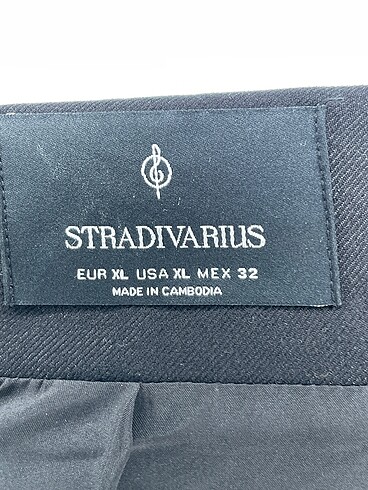 STRADIVARIUS
EUR XL USA XL MEX 32
MADE IN CAMBODIA